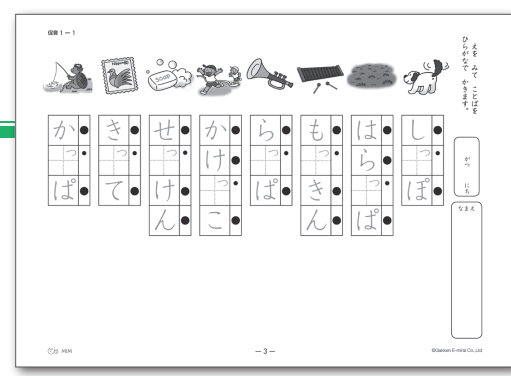 促音 1 − 1
えを みて ことばを
ひらがなで かきます。
がつ にち
なまえ
soap
しっぽ
はらっぱ
もっきん
らっぱ
かけっこ
せっけん
きって
かっぱ
MIM
— 3 —
©Gakken E-mirai Co.,Ltd